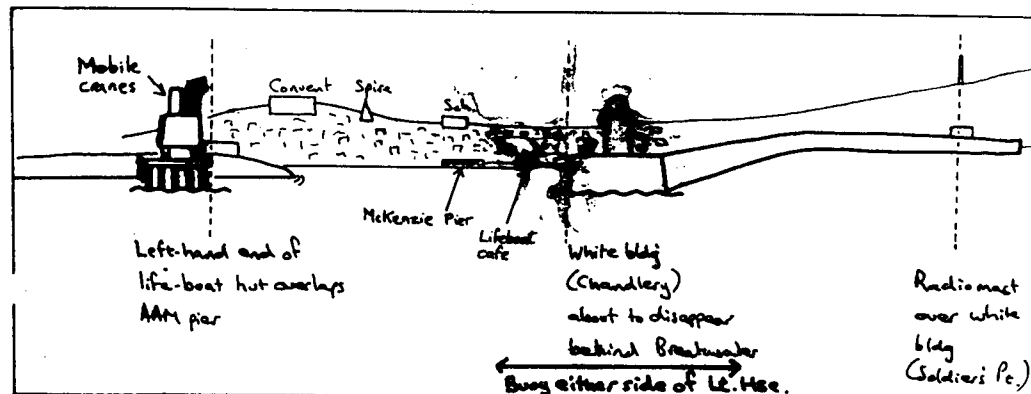 Mobile
cranes
Convent
Spire
Sch.
McKenzie Pier
Lifeboat
cafe
Left-hand end of
life-boat hut overlaps
AAM pier
White bldg
(Chandlery)
about to disappear
behind Breakwater
Buoy either side of Lt. Hse.
Radio mast
over white
bldg
(Soldier's Pt.)